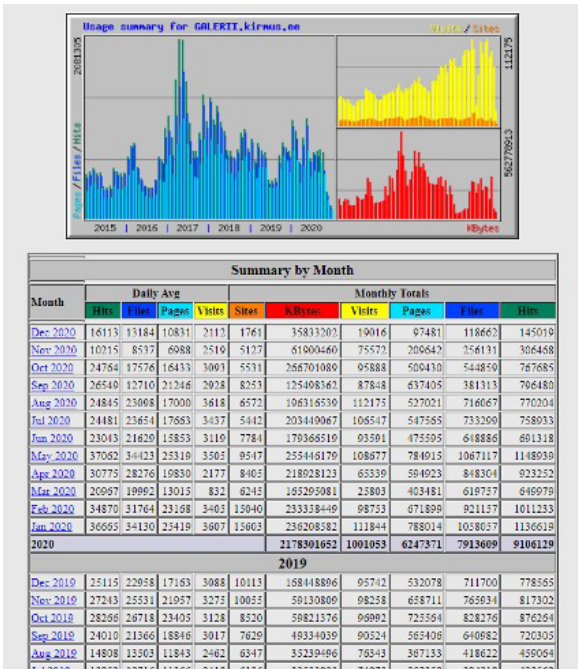 Usage summary for GALERII.kirmus.ee
Visits / Sites
2081305
112175
562770913
Pages / Files / Hits
2015 | 2016 | 2017 | 2018 | 2019 | 2020
KBytes
Summary by Month
Month Daily Avg Monthly Totals
Hits Files Pages Visits Sites KBytes Visits Pages Files Hits
Dec 2020 16113 13184 10831 2112 1761 35833202 19016 97481 118662 145019
Nov 2020 10215 8537 6988 2519 5127 61900460 75572 209642 256131 306468
Oct 2020 24764 17576 16433 3093 5531 266701089 95888 509430 544859 767685
Sep 2020 26549 12710 21246 2928 8253 125498362 87848 637405 381313 796480
Aug 2020 24845 23098 17000 3618 6572 196316539 112175 527021 716067 770204
Jul 2020 24481 23654 17663 3437 5442 203449067 106547 547565 733299 758933
Jun 2020 23043 21629 15853 3119 7784 179366519 93591 475595 648886 691318
May 2020 37062 34423 25319 3505 9547 255446179 108677 784915 1067117 1148939
Apr 2020 30775 28276 19830 2177 8405 218928123 65339 594923 848304 923252
Mar 2020 20967 19992 13015 832 6245 165295081 25803 403481 619757 649979
Feb 2020 34870 31764 23168 3405 15040 233358449 98753 671899 921157 1011233
Jan 2020 36665 34130 25419 3607 15603 236208582 111844 788014 1058057 1136619
2020 2178301652 1001053 6247371 7913609 9106129
2019
Dec 2019 25115 22958 17163 3088 10113 168448896 95742 532078 711700 778565
Nov 2019 27243 25531 21957 3275 10055 59130809 98258 658711 765934 817302
Oct 2019 28266 26718 23405 3128 8520 59821376 96992 725564 828276 876264
Sep 2019 24010 21366 18846 3017 7629 49334039 90524 565406 640982 720305
Aug 2019 14808 13503 11843 2462 6347 35239496 76343 367133 418622 459064